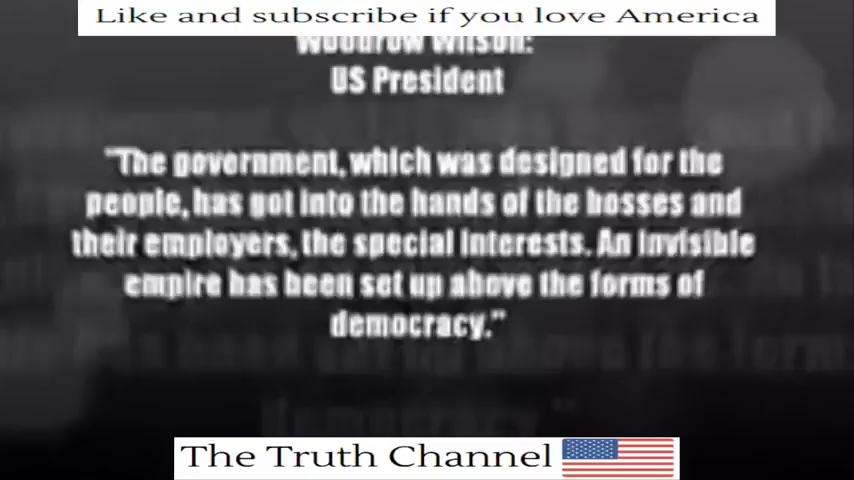 Like and subscribe if you love America
Woodrow Wilson:
US President
"The government, which was designed for the
people, has got into the hands of the bosses and
their employers, the special interests. An invisible
empire has been set up above the forms of
democracy."
The Truth Channel